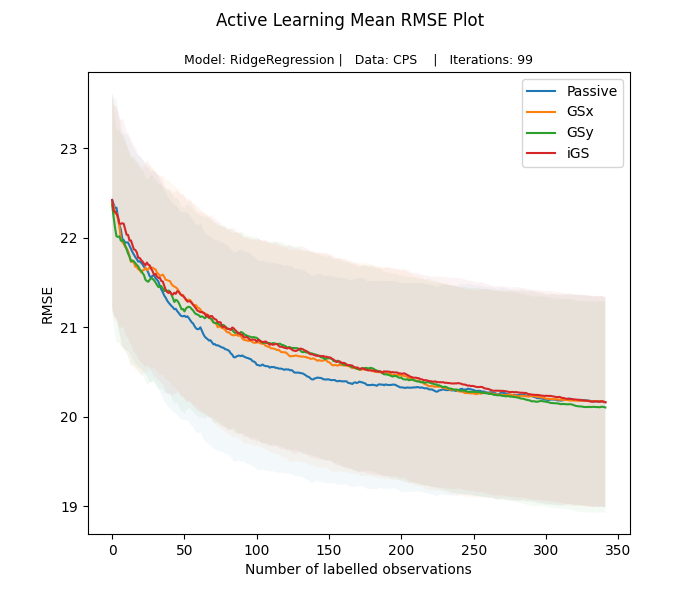 Active Learning Mean RMSE Plot
Model: RidgeRegression | Data: CPS | Iterations: 99
Passive
GSx
GSy
iGS
23
22
21
20
19
RMSE
0 50 100 150 200 250 300 350
Number of labelled observations